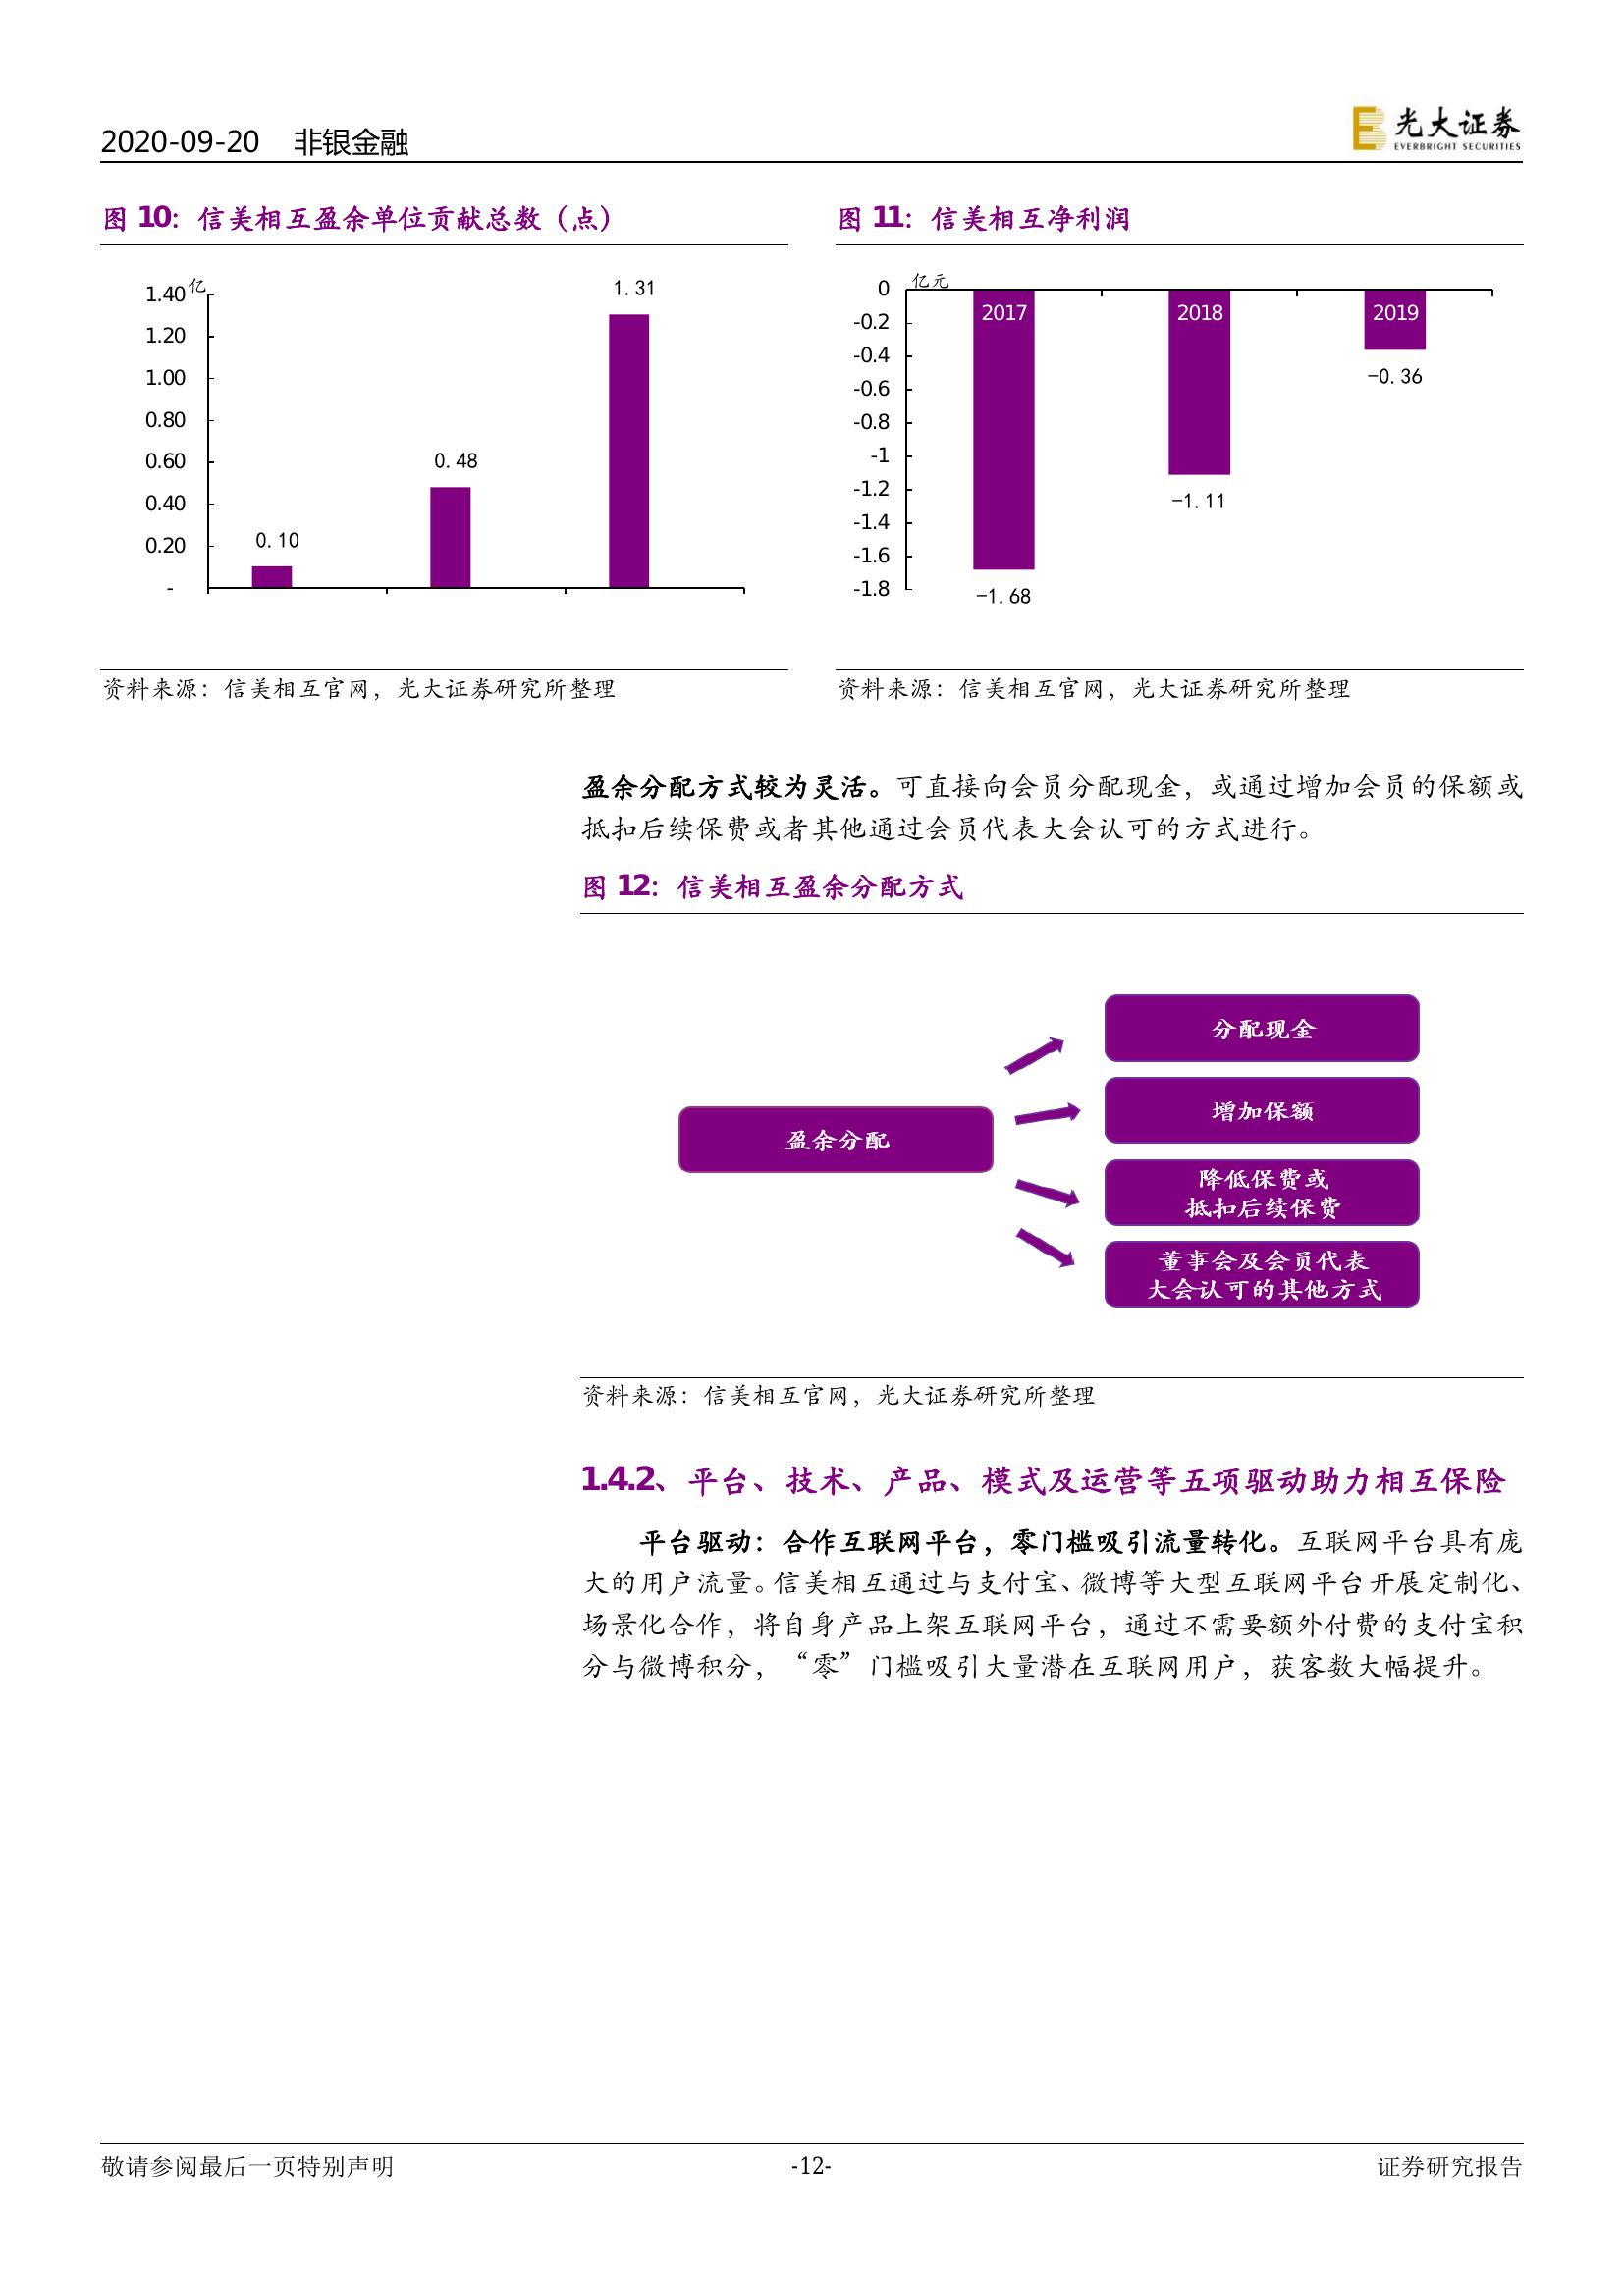 2020-09-20 非银金融
光大证券
EVERBRIGHT SECURITIES
图 10：信美相互盈余单位贡献总数（点）
1.40
亿
1.20
1.00
0.80
0.60
0.40
0.20
-
0.10
0.48
1.31
资料来源：信美相互官网，光大证券研究所整理
图 11：信美相互净利润
亿元
0
-0.2
-0.4
-0.6
-0.8
-1
-1.2
-1.4
-1.6
-1.8
2017
2018
2019
-1.68
-1.11
-0.36
资料来源：信美相互官网，光大证券研究所整理
盈余分配方式较为灵活。可直接向会员分配现金，或通过增加会员的保额或
抵扣后续保费或者其他通过会员代表大会认可的方式进行。
图 12：信美相互盈余分配方式
盈余分配
分配现金
增加保额
降低保费或
抵扣后续保费
董事会及会员代表
大会认可的其他方式
资料来源：信美相互官网，光大证券研究所整理
1.4.2、平台、技术、产品、模式及运营等五项驱动助力相互保险
平台驱动：合作互联网平台，零门槛吸引流量转化。互联网平台具有庞
大的用户流量。信美相互通过与支付宝、微博等大型互联网平台开展定制化、
场景化合作，将自身产品上架互联网平台，通过不需要额外付费的支付宝积
分与微博积分，“零”门槛吸引大量潜在互联网用户，获客数大幅提升。
敬请参阅最后一页特别声明
-12-
证券研究报告